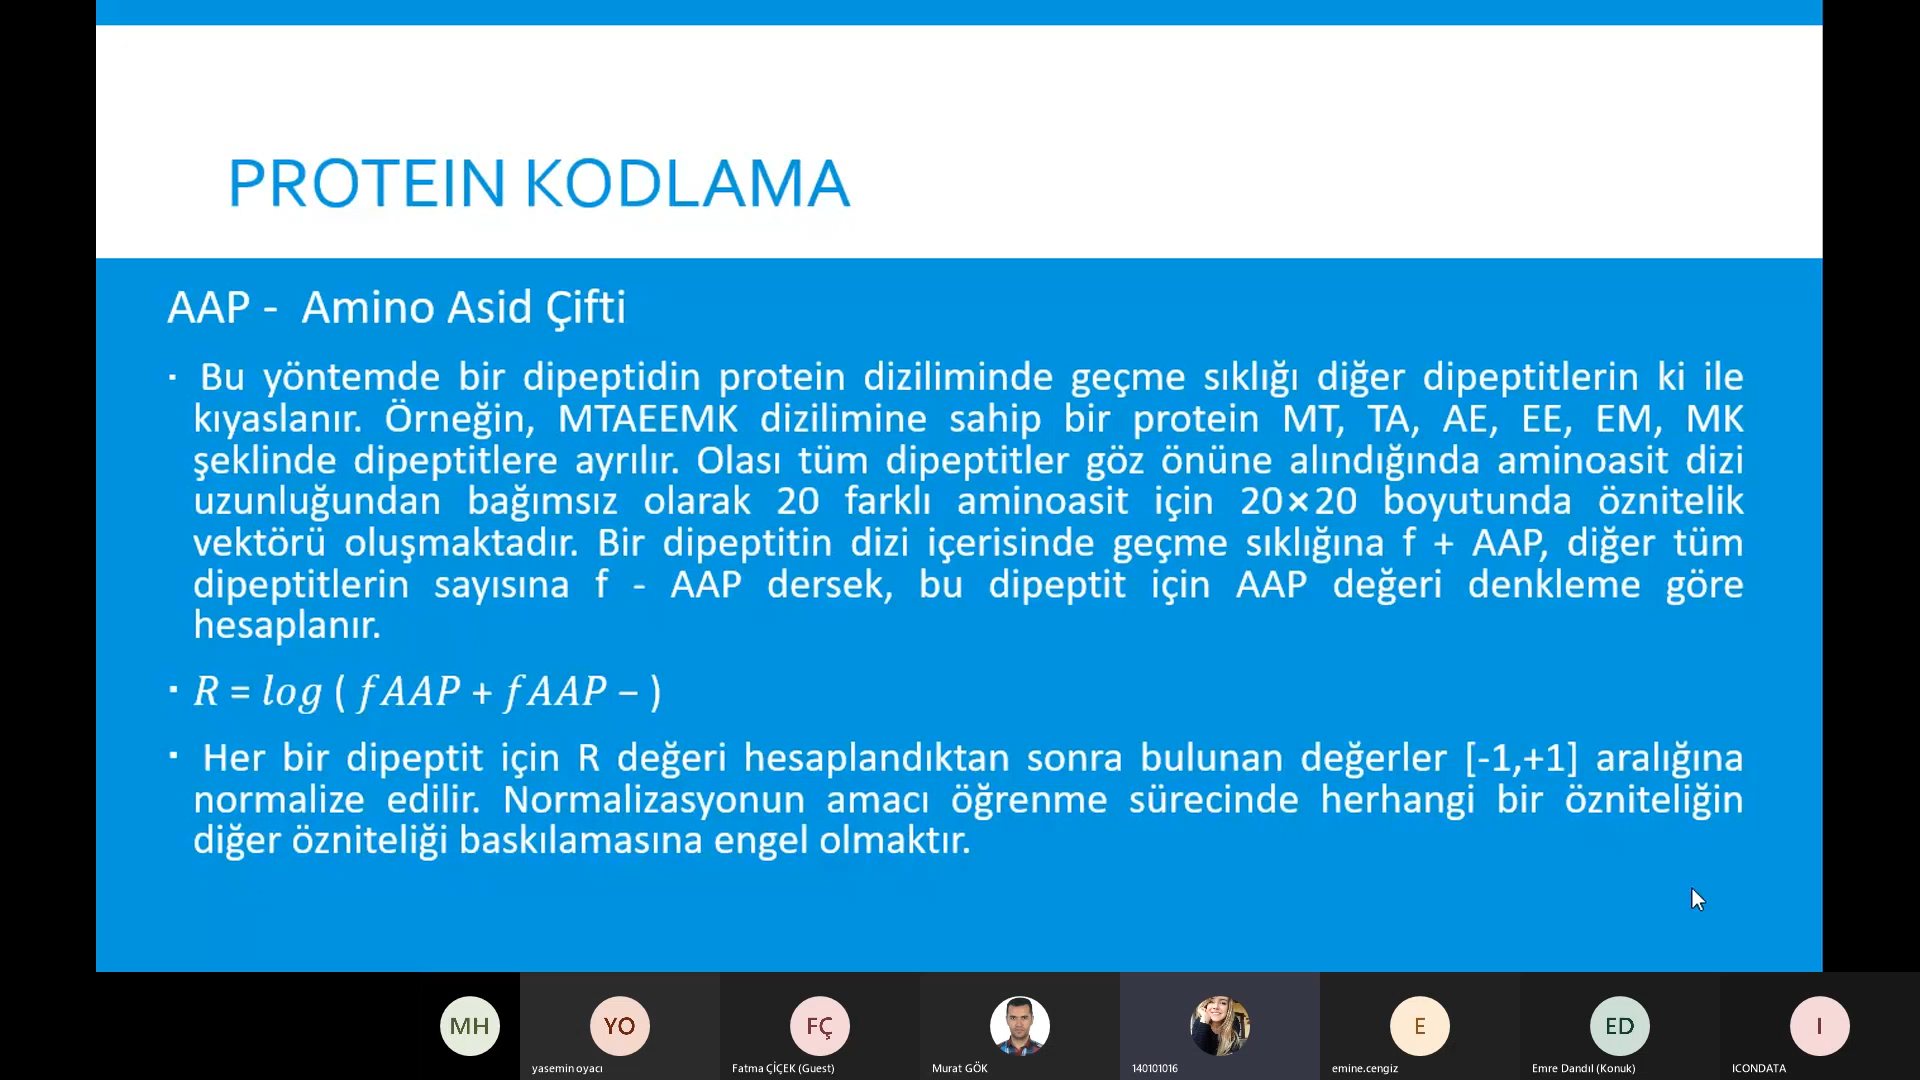 PROTEIN KODLAMA
AAP - Amino Asid Çifti
▪ Bu yöntemde bir dipeptidin protein diziliminde geçme sıklığı diğer dipeptitlerin ki ile
kıyaslanır. Örneğin, MTAEEMK dizilimine sahip bir protein MT, TA, AE, EE, EM, MK
şeklinde dipeptitlere ayrılır. Olası tüm dipeptitler göz önüne alındığında aminoasit dizi
uzunluğundan bağımsız olarak 20 farklı aminoasit için 20×20 boyutunda öznitelik
vektörü oluşmaktadır. Bir dipeptitin dizi içerisinde geçme sıklığına f + AAP, diğer tüm
dipeptitlerin sayısına f - AAP dersek, bu dipeptit için AAP değeri denkleme göre
hesaplanır.
▪ R = log ( fAAP + fAAP − )
▪ Her bir dipeptit için R değeri hesaplandıktan sonra bulunan değerler [-1,+1] aralığına
normalize edilir. Normalizasyonun amacı öğrenme sürecinde herhangi bir özniteliğin
diğer özniteliği baskılamasına engel olmaktır.
MH YO FÇ E ED I
yasemin oyacı Fatma ÇİÇEK (Guest) Murat GÖK 140101016 emine.cengiz Emre Dandıl (Konuk) ICONDATA